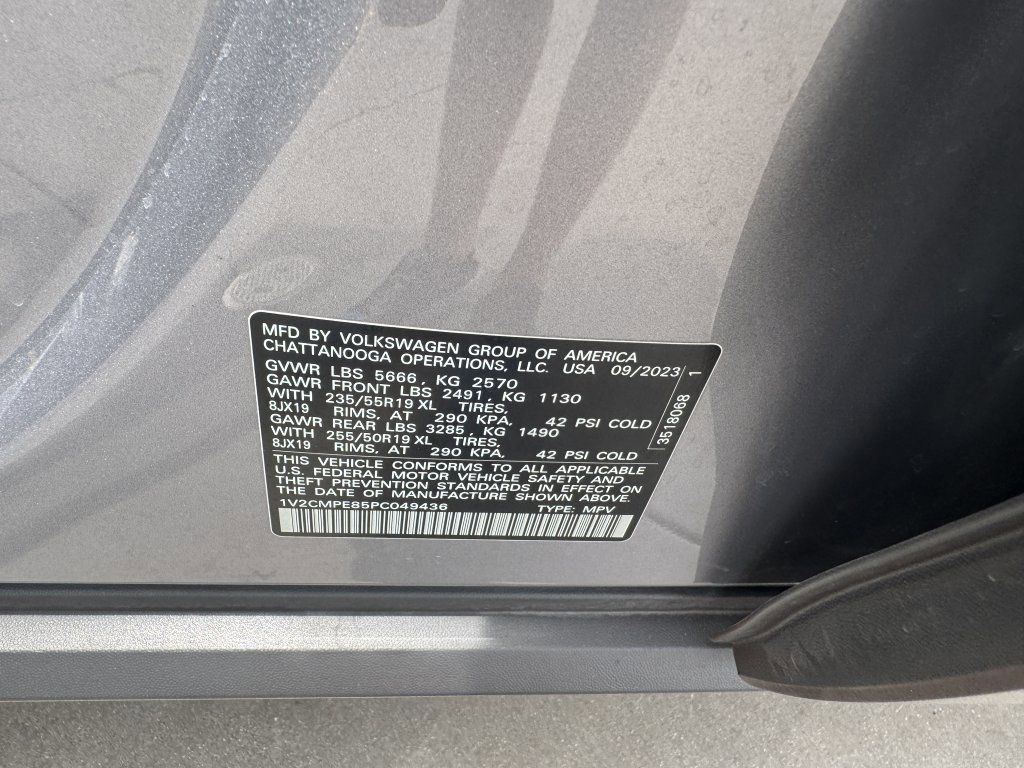 MFD BY VOLKSWAGEN GROUP OF AMERICA
CHATTANOOGA OPERATIONS, LLC. USA 09/2023
GVWR LBS 5666, KG 2570
GAWR FRONT LBS 2491, KG 1130
WITH 235/55R19 XL TIRES,
8JX19 RIMS, AT 290 KPA, 42 PSI COLD
GAWR REAR LBS 3285, KG 1490
WITH 255/50R19 XL TIRES,
8JX19 RIMS, AT 290 KPA, 42 PSI COLD
3518068 1
THIS VEHICLE CONFORMS TO ALL APPLICABLE
U.S. FEDERAL MOTOR VEHICLE SAFETY AND
THEFT PREVENTION STANDARDS IN EFFECT ON
THE DATE OF MANUFACTURE SHOWN ABOVE.
1V2CMPE85PC049436 TYPE: MPV